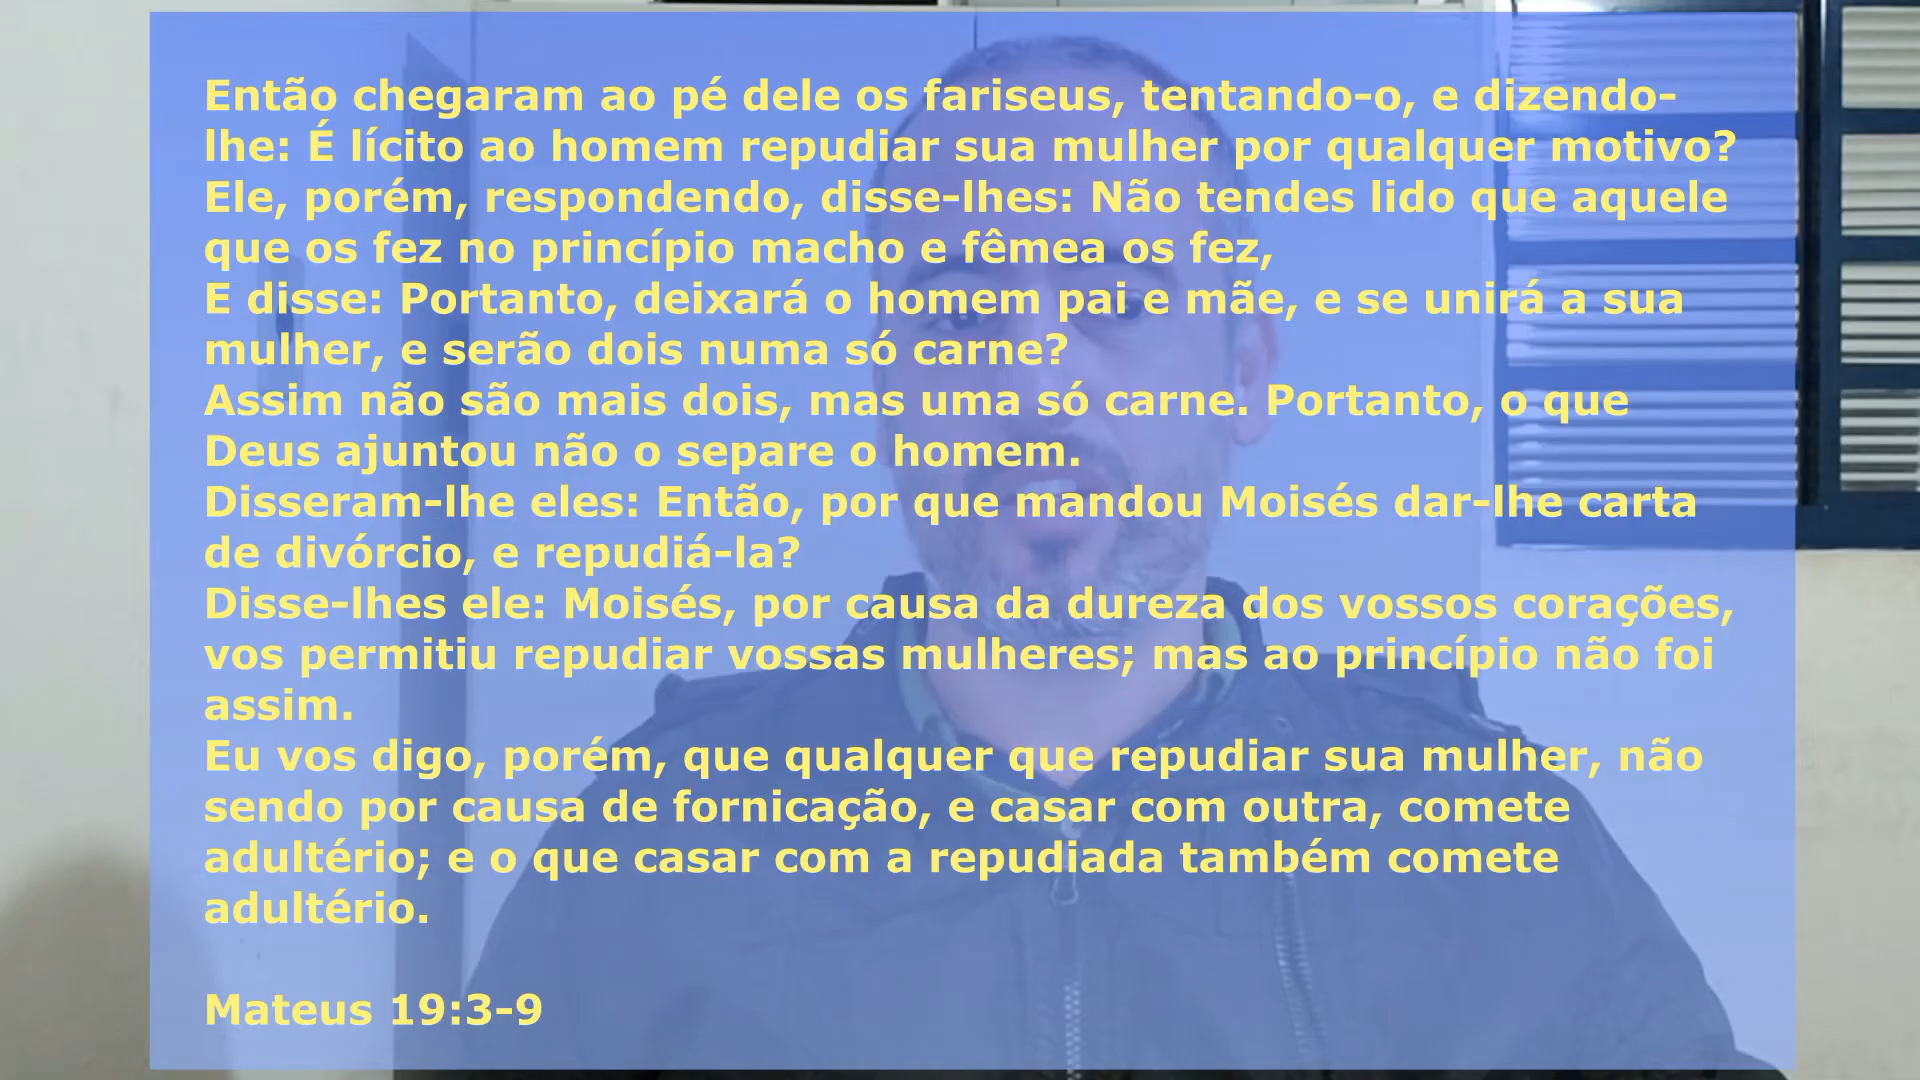 Então chegaram ao pé dele os fariseus, tentando-o, e dizendo-
lhe: É lícito ao homem repudiar sua mulher por qualquer motivo?
Ele, porém, respondendo, disse-lhes: Não tendes lido que aquele
que os fez no princípio macho e fêmea os fez,
E disse: Portanto, deixará o homem pai e mãe, e se unirá a sua
mulher, e serão dois numa só carne?
Assim não são mais dois, mas uma só carne. Portanto, o que
Deus ajuntou não o separe o homem.
Disseram-lhe eles: Então, por que mandou Moisés dar-lhe carta
de divórcio, e repudiá-la?
Disse-lhes ele: Moisés, por causa da dureza dos vossos corações,
vos permitiu repudiar vossas mulheres; mas ao princípio não foi
assim.
Eu vos digo, porém, que qualquer que repudiar sua mulher, não
sendo por causa de fornicação, e casar com outra, comete
adultério; e o que casar com a repudiada também comete
adultério.
Mateus 19:3-9